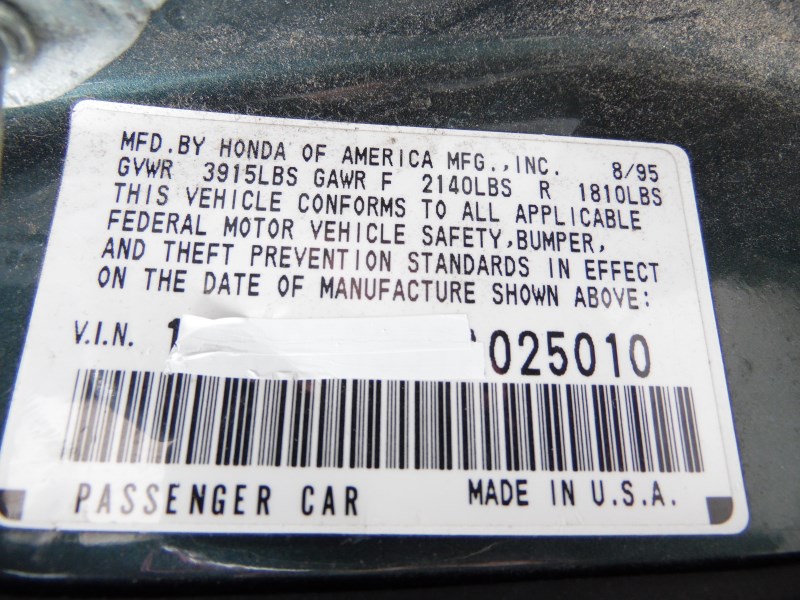 MFD. BY HONDA OF AMERICA MFG., INC. 8/95
GVWR 3915LBS GAWR F 2140LBS R 1810LBS
THIS VEHICLE CONFORMS TO ALL APPLICABLE
FEDERAL MOTOR VEHICLE SAFETY, BUMPER,
AND THEFT PREVENTION STANDARDS IN EFFECT
ON THE DATE OF MANUFACTURE SHOWN ABOVE:
V.I.N. 1 025010
PASSENGER CAR MADE IN U.S.A.